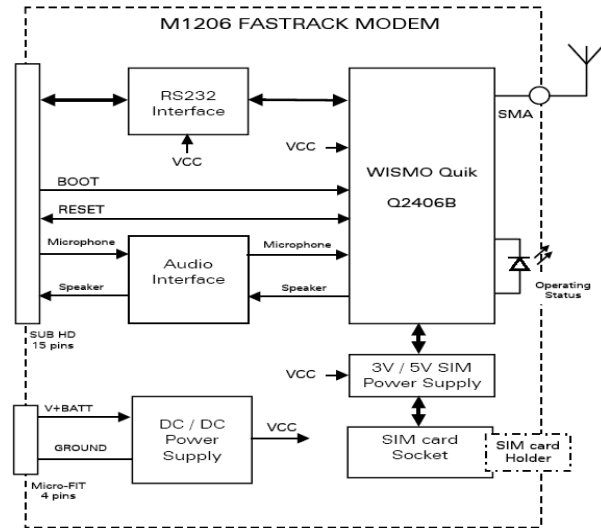 M1206 FASTRACK MODEM
RS232
Interface
VCC
SMA
VCC
WISMO Quik
Q2406B
BOOT
RESET
Microphone
Microphone
Audio
Interface
Speaker
Speaker
Operating
Status
SUB HD
15 pins
VCC
3V / 5V SIM
Power Supply
V+BATT
GROUND
DC / DC
Power
Supply
VCC
SIM card
Socket
SIM card
Holder
Micro-FIT
4 pins